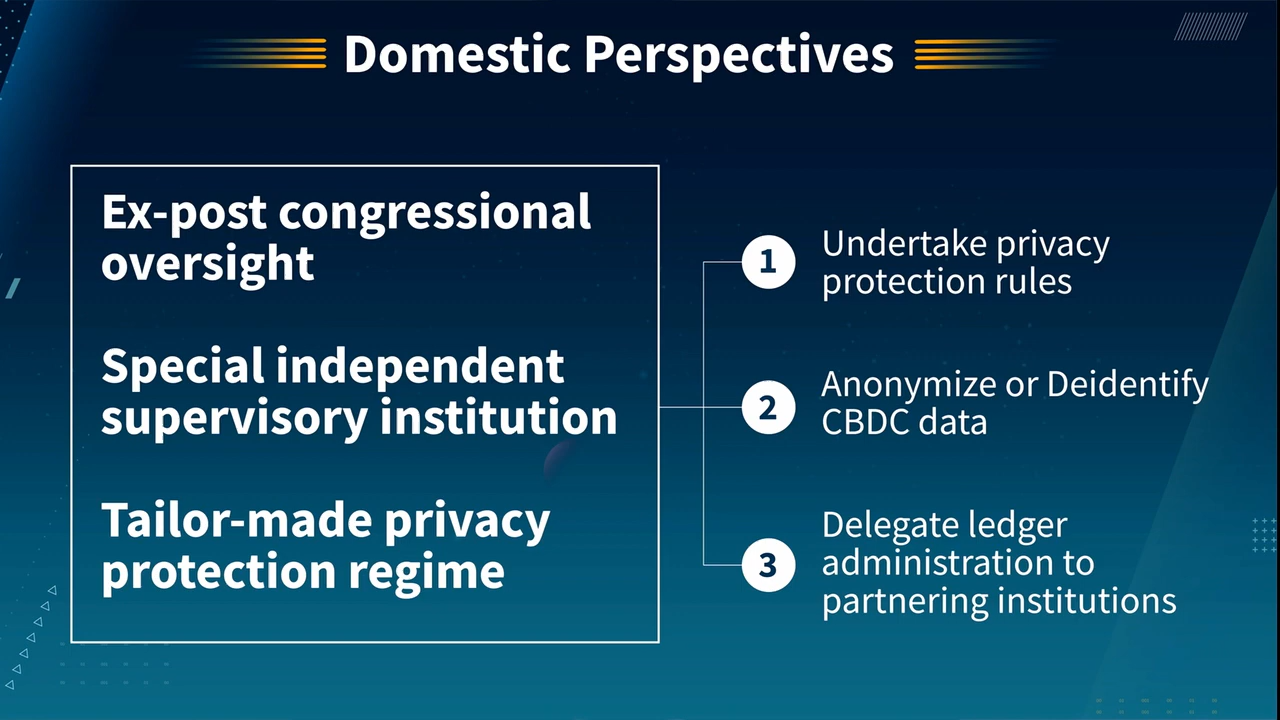 Domestic Perspectives
Ex-post congressional
oversight
Special independent
supervisory institution
Tailor-made privacy
protection regime
1
Undertake privacy
protection rules
2
Anonymize or Deidentify
CBDC data
3
Delegate ledger
administration to
partnering institutions